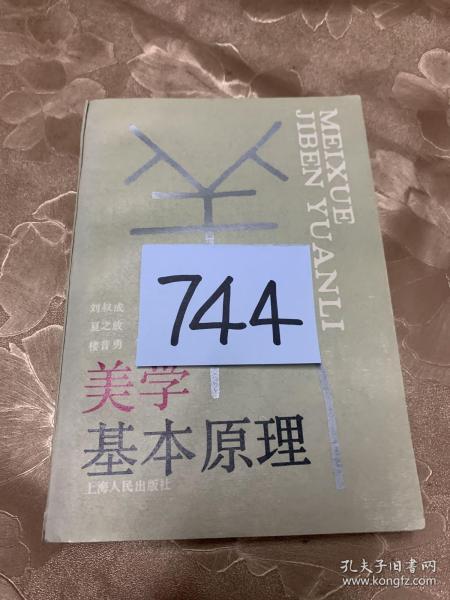 MEIXUE
JIBEN YUANLI
刘叔成
夏之放
楼昔勇
744
美学
基本原理
上海人民出版社
孔夫子旧书网
www.kongfz.com